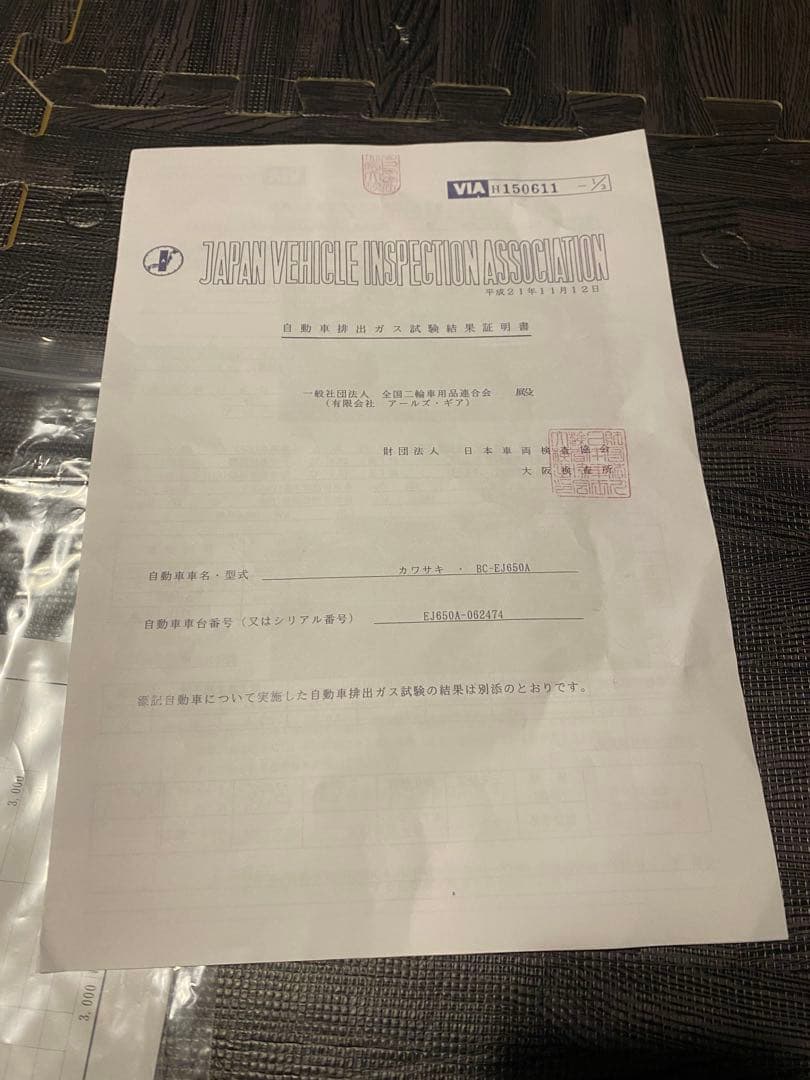 VIA H150611 -1/3
JAPAN VEHICLE INSPECTION ASSOCIATION
平成21年11月12日
自動車排出ガス試験結果証明書
一般社団法人 全国二輪車用品連合会 殿
(有限会社 アールズ・ギア)
財団法人 日本車両検査協会
大阪検査所
自動車車名・型式 カワサキ ・ BC-EJ650A
自動車車台番号(又はシリアル番号) EJ650A-062474
標記自動車について実施した自動車排出ガス試験の結果は別添のとおりです。
3,000
3,000